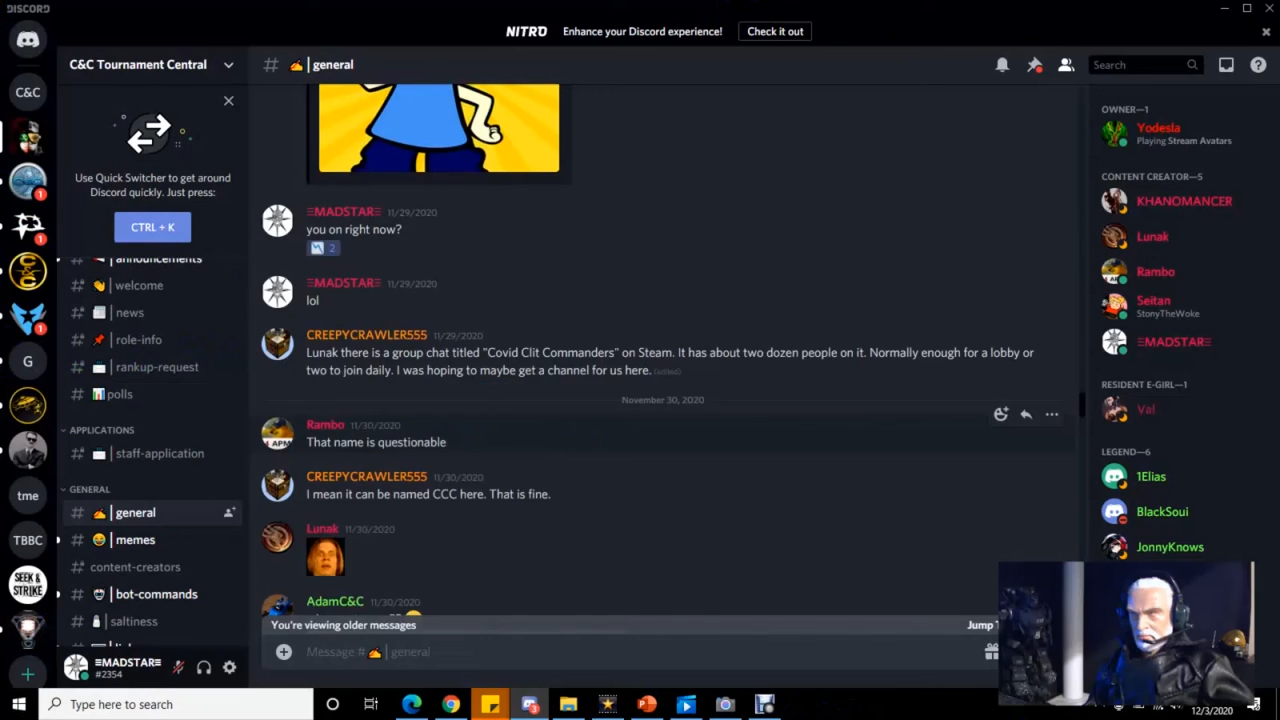 DISCORD
NITRO Enhance your Discord experience! Check it out
C&C Tournament Central
general
Search
C&C
Use Quick Switcher to get around
Discord quickly. Just press:
CTRL + K
announcements
welcome
news
role-info
rankup-request
polls
APPLICATIONS
staff-application
GENERAL
general
memes
content-creators
bot-commands
saltiness
1
1
C&C
1
G
tme
TBBC
SEEK &
STRIKE
≡MADSTAR≡
#2354
≡MADSTAR≡ 11/29/2020
you on right now?
2
≡MADSTAR≡ 11/29/2020
lol
CREEPYCRAWLER555 11/29/2020
Lunak there is a group chat titled "Covid Clit Commanders" on Steam. It has about two dozen people on it. Normally enough for a lobby or
two to join daily. I was hoping to maybe get a channel for us here. (edited)
November 30, 2020
Rambo 11/30/2020
That name is questionable
CREEPYCRAWLER555 11/30/2020
I mean it can be named CCC here. That is fine.
Lunak 11/30/2020
AdamC&C 11/30/2020
You're viewing older messages
Jump
Message # general
OWNER—1
Yodesla
Playing Stream Avatars
CONTENT CREATOR—5
KHANOMANCER
Lunak
Rambo
Seitan
StonyTheWoke
≡MADSTAR≡
RESIDENT E-GIRL—1
Val
LEGEND—6
1Elias
BlackSoui
JonnyKnows
Type here to search
12/3/2020